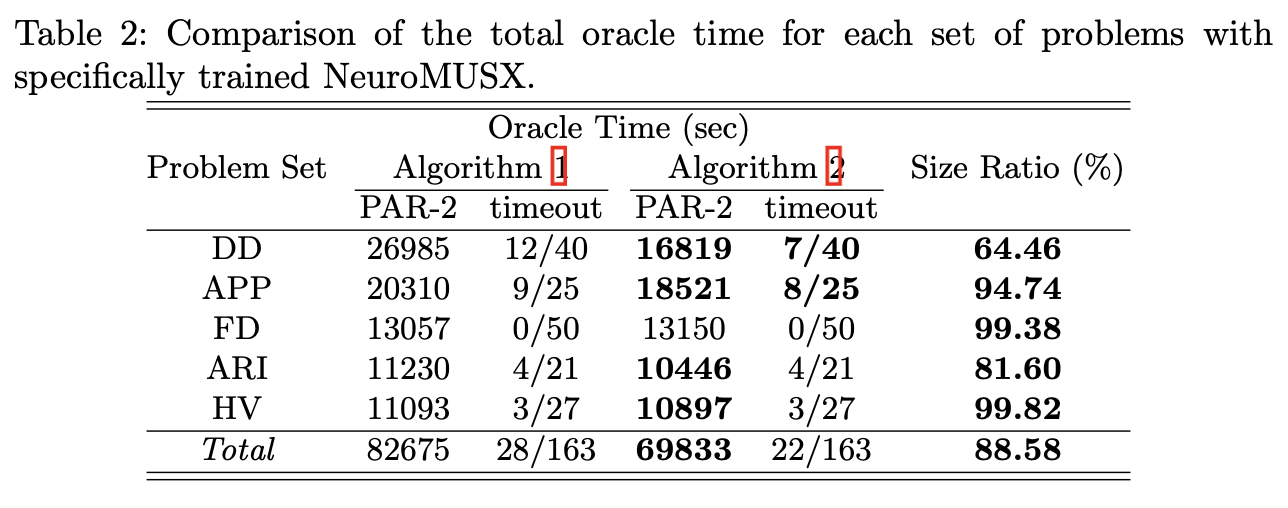 Table 2: Comparison of the total oracle time for each set of problems with
specifically trained NeuroMUSX.
Oracle Time (sec)
Problem Set Algorithm 1 Algorithm 2 Size Ratio (%)
PAR-2 timeout PAR-2 timeout
DD 26985 12/40 16819 7/40 64.46
APP 20310 9/25 18521 8/25 94.74
FD 13057 0/50 13150 0/50 99.38
ARI 11230 4/21 10446 4/21 81.60
HV 11093 3/27 10897 3/27 99.82
Total 82675 28/163 69833 22/163 88.58